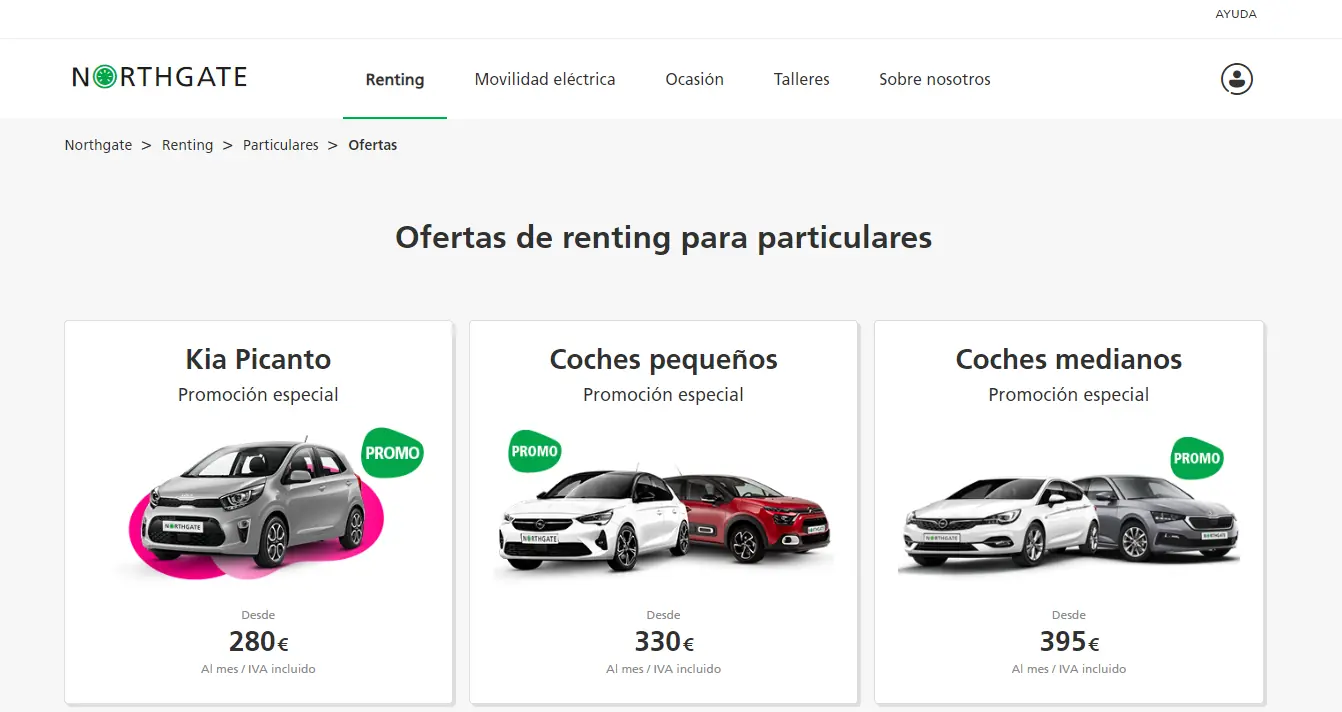 AYUDA
NORTHGATE
Renting
Movilidad eléctrica
Ocasión
Talleres
Sobre nosotros
Northgate > Renting > Particulares > Ofertas
Ofertas de renting para particulares
Kia Picanto
Promoción especial
PROMO
NORTHGATE
Desde
280€
Al mes / IVA incluido
Coches pequeños
Promoción especial
PROMO
NORTHGATE
NORTHGATE
Desde
330€
Al mes / IVA incluido
Coches medianos
Promoción especial
PROMO
NORTHGATE
NORTHGATE
Desde
395€
Al mes / IVA incluido